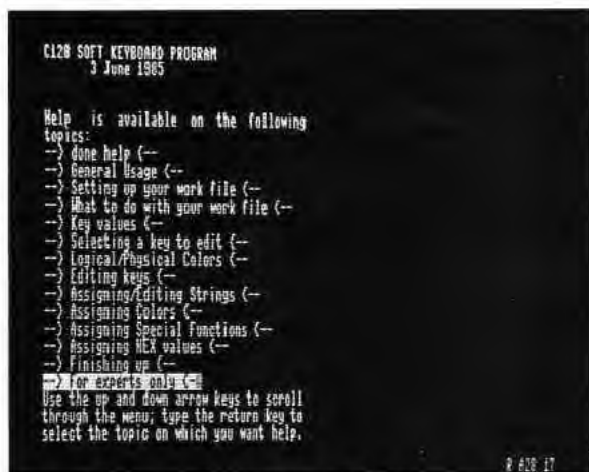 C128 SOFT KEYBOARD PROGRAM
3 June 1985
Help is available on the following
topics:
--> done help <--
--> General Usage <--
--> Setting up your work file <--
--> What to do with your work file <--
--> Key values <--
--> Selecting a key to edit <--
--> Logical/Physical Colors <--
--> Editing keys <--
--> Assigning/Editing Strings <--
--> Assigning Colors <--
--> Assigning Special Functions <--
--> Assigning HEX values <--
--> Finishing up <--
--> For experts only <-
Use the up and down arrow keys to scroll
through the menu; type the return key to
select the topic on which you want help.